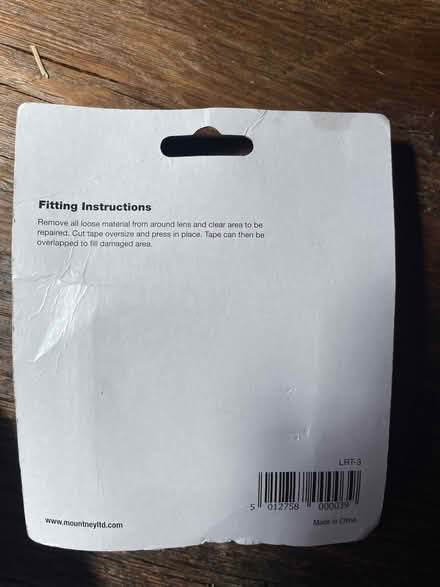 Fitting Instructions
Remove all loose material from around lens and clear area to be
repaired. Cut tape oversize and press in place. Tape can then be
overlapped to fill damaged area.
LRT-3
5 012758 000039
www.mountneyltd.com
Made in China